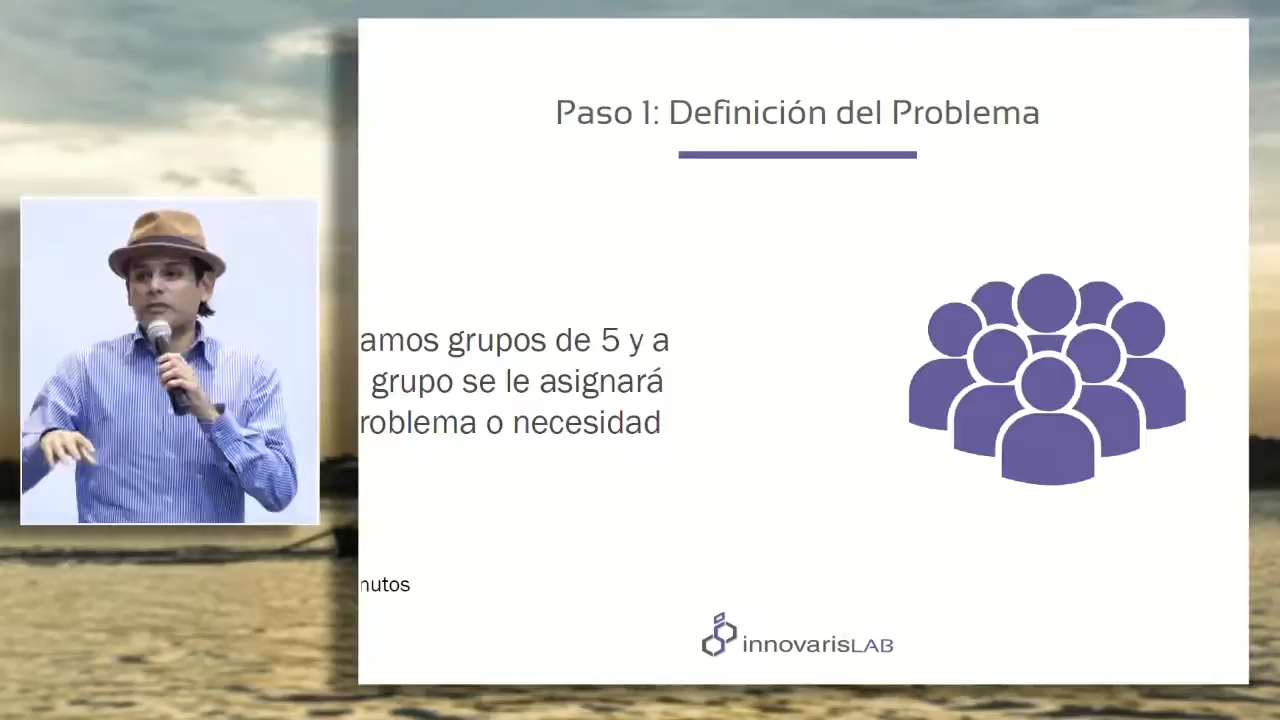 Paso 1: Definición del Problema
amos grupos de 5 y a
grupo se le asignará
roblema o necesidad
nutos
innovarisLAB